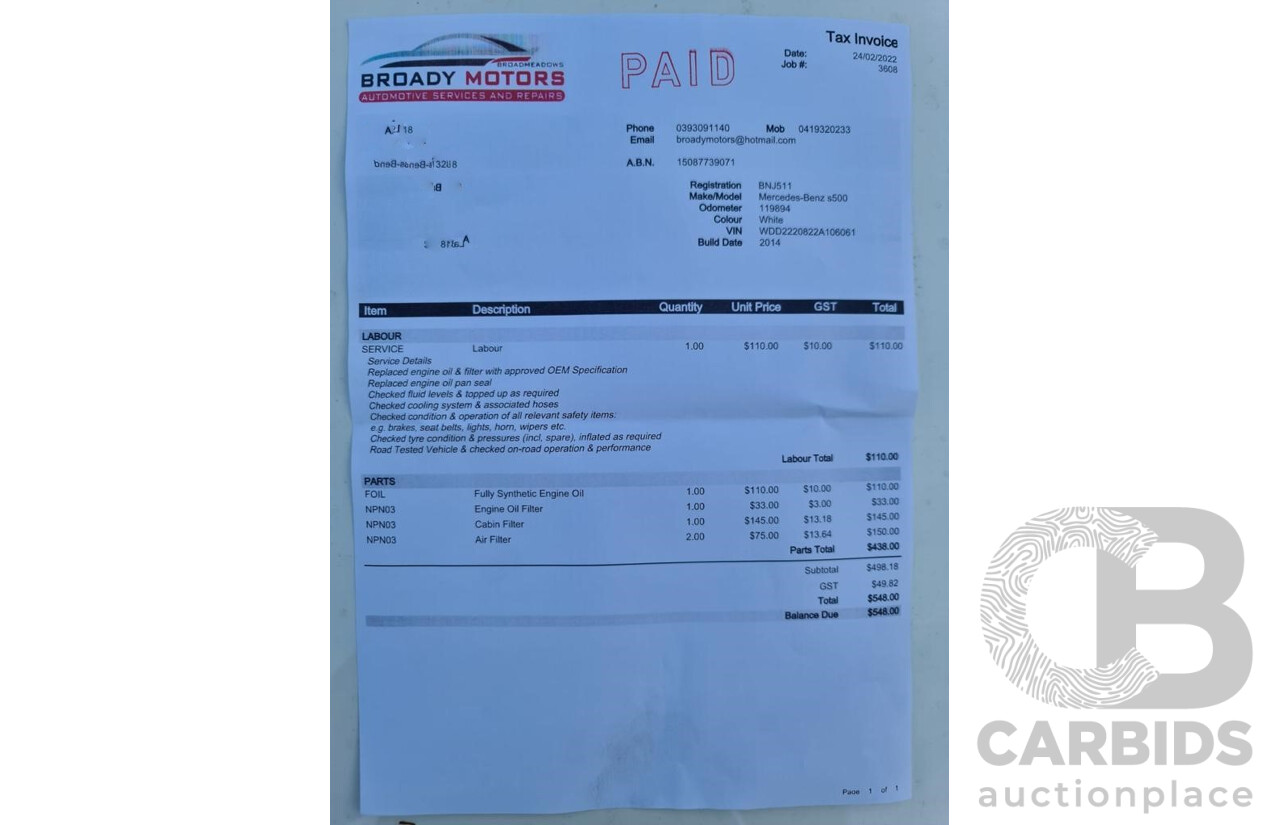 BROADMEADOWS
BROADY MOTORS
AUTOMOTIVE SERVICES AND REPAIRS
PAID
Tax Invoice
Date: 24/02/2022
Job #: 3608
Phone 0393091140 Mob 0419320233
Email broadymotors@hotmail.com
A.B.N. 15087739071
Registration BNJ511
Make/Model Mercedes-Benz s500
Odometer 119894
Colour White
VIN WDD2220822A106061
Build Date 2014
Item Description Quantity Unit Price GST Total
LABOUR
SERVICE Labour 1.00 $110.00 $10.00 $110.00
Service Details
Replaced engine oil & filter with approved OEM Specification
Replaced engine oil pan seal
Checked fluid levels & topped up as required
Checked cooling system & associated hoses
Checked condition & operation of all relevant safety items:
e.g. brakes, seat belts, lights, horn, wipers etc.
Checked tyre condition & pressures (incl, spare), inflated as required
Road Tested Vehicle & checked on-road operation & performance
Labour Total $110.00
PARTS
FOIL Fully Synthetic Engine Oil 1.00 $110.00 $10.00 $110.00
NPN03 Engine Oil Filter 1.00 $33.00 $3.00 $33.00
NPN03 Cabin Filter 1.00 $145.00 $13.18 $145.00
NPN03 Air Filter 2.00 $75.00 $13.64 $150.00
Parts Total $438.00
Subtotal $498.18
GST $49.82
Total $548.00
Balance Due $548.00
Page 1 of 1
CB
CARBIDS
auctionplace